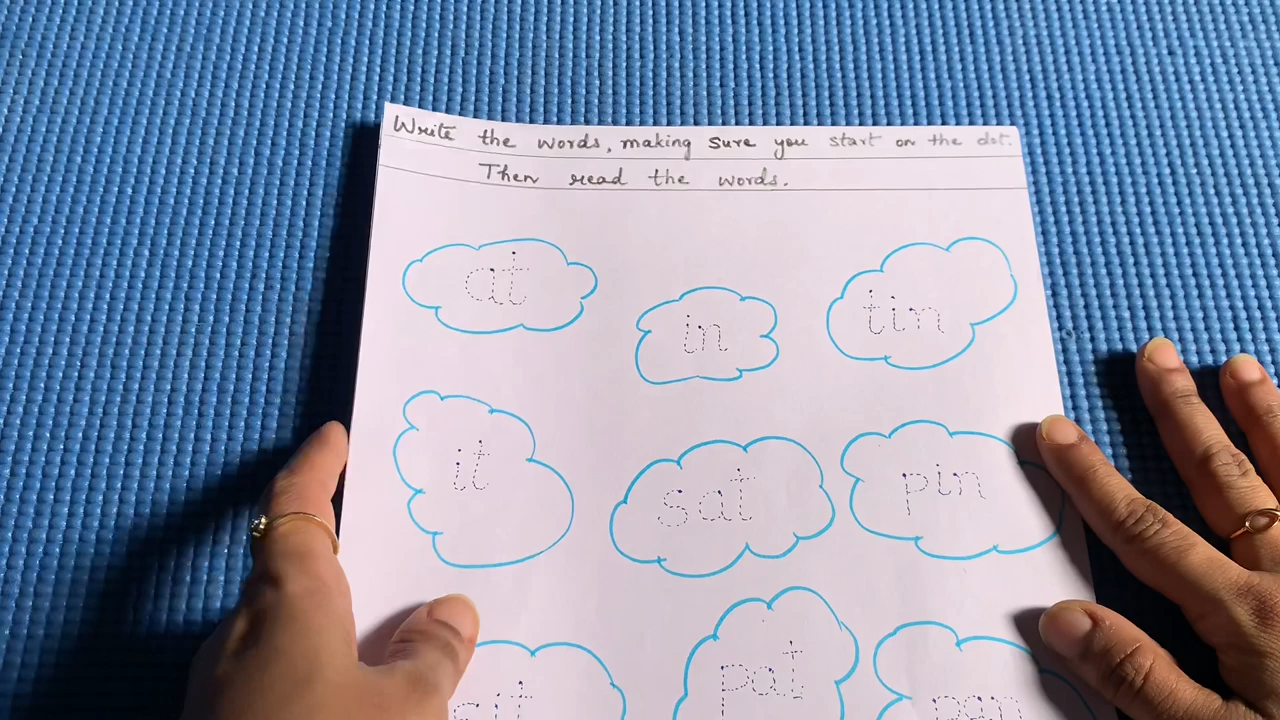 Write the words, making sure you start on the dot.
Then read the words.
at
in
tin
it
sat
pin
pat
pan